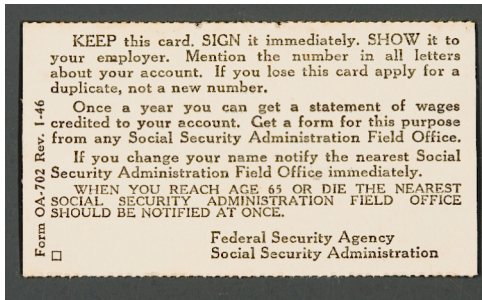 KEEP this card. SIGN it immediately. SHOW it to
your employer. Mention the number in all letters
about your account. If you lose this card apply for a
duplicate, not a new number.
Once a year you can get a statement of wages
credited to your account. Get a form for this purpose
from any Social Security Administration Field Office.
If you change your name notify the nearest Social
Security Administration Field Office immediately.
WHEN YOU REACH AGE 65 OR DIE THE NEAREST
SOCIAL SECURITY ADMINISTRATION FIELD OFFICE
SHOULD BE NOTIFIED AT ONCE.
Federal Security Agency
Social Security Administration
Form OA-702 Rev. 1-46